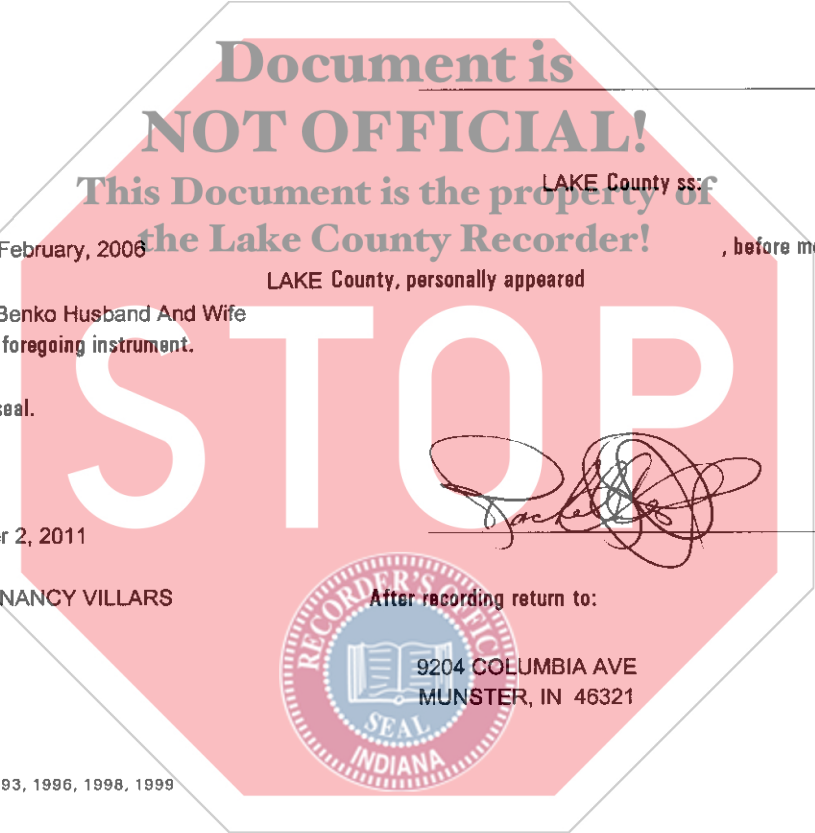 Document is
NOT OFFICIAL!
This Document is the property of
the Lake County Recorder!
LAKE County ss:
February, 2006
, before me
LAKE County, personally appeared
Benko Husband And Wife
foregoing instrument.
STOP
seal.
r 2, 2011
NANCY VILLARS
After recording return to:
9204 COLUMBIA AVE
MUNSTER, IN 46321
RECORDER'S OFFICE
SEAL
INDIANA
93, 1996, 1998, 1999